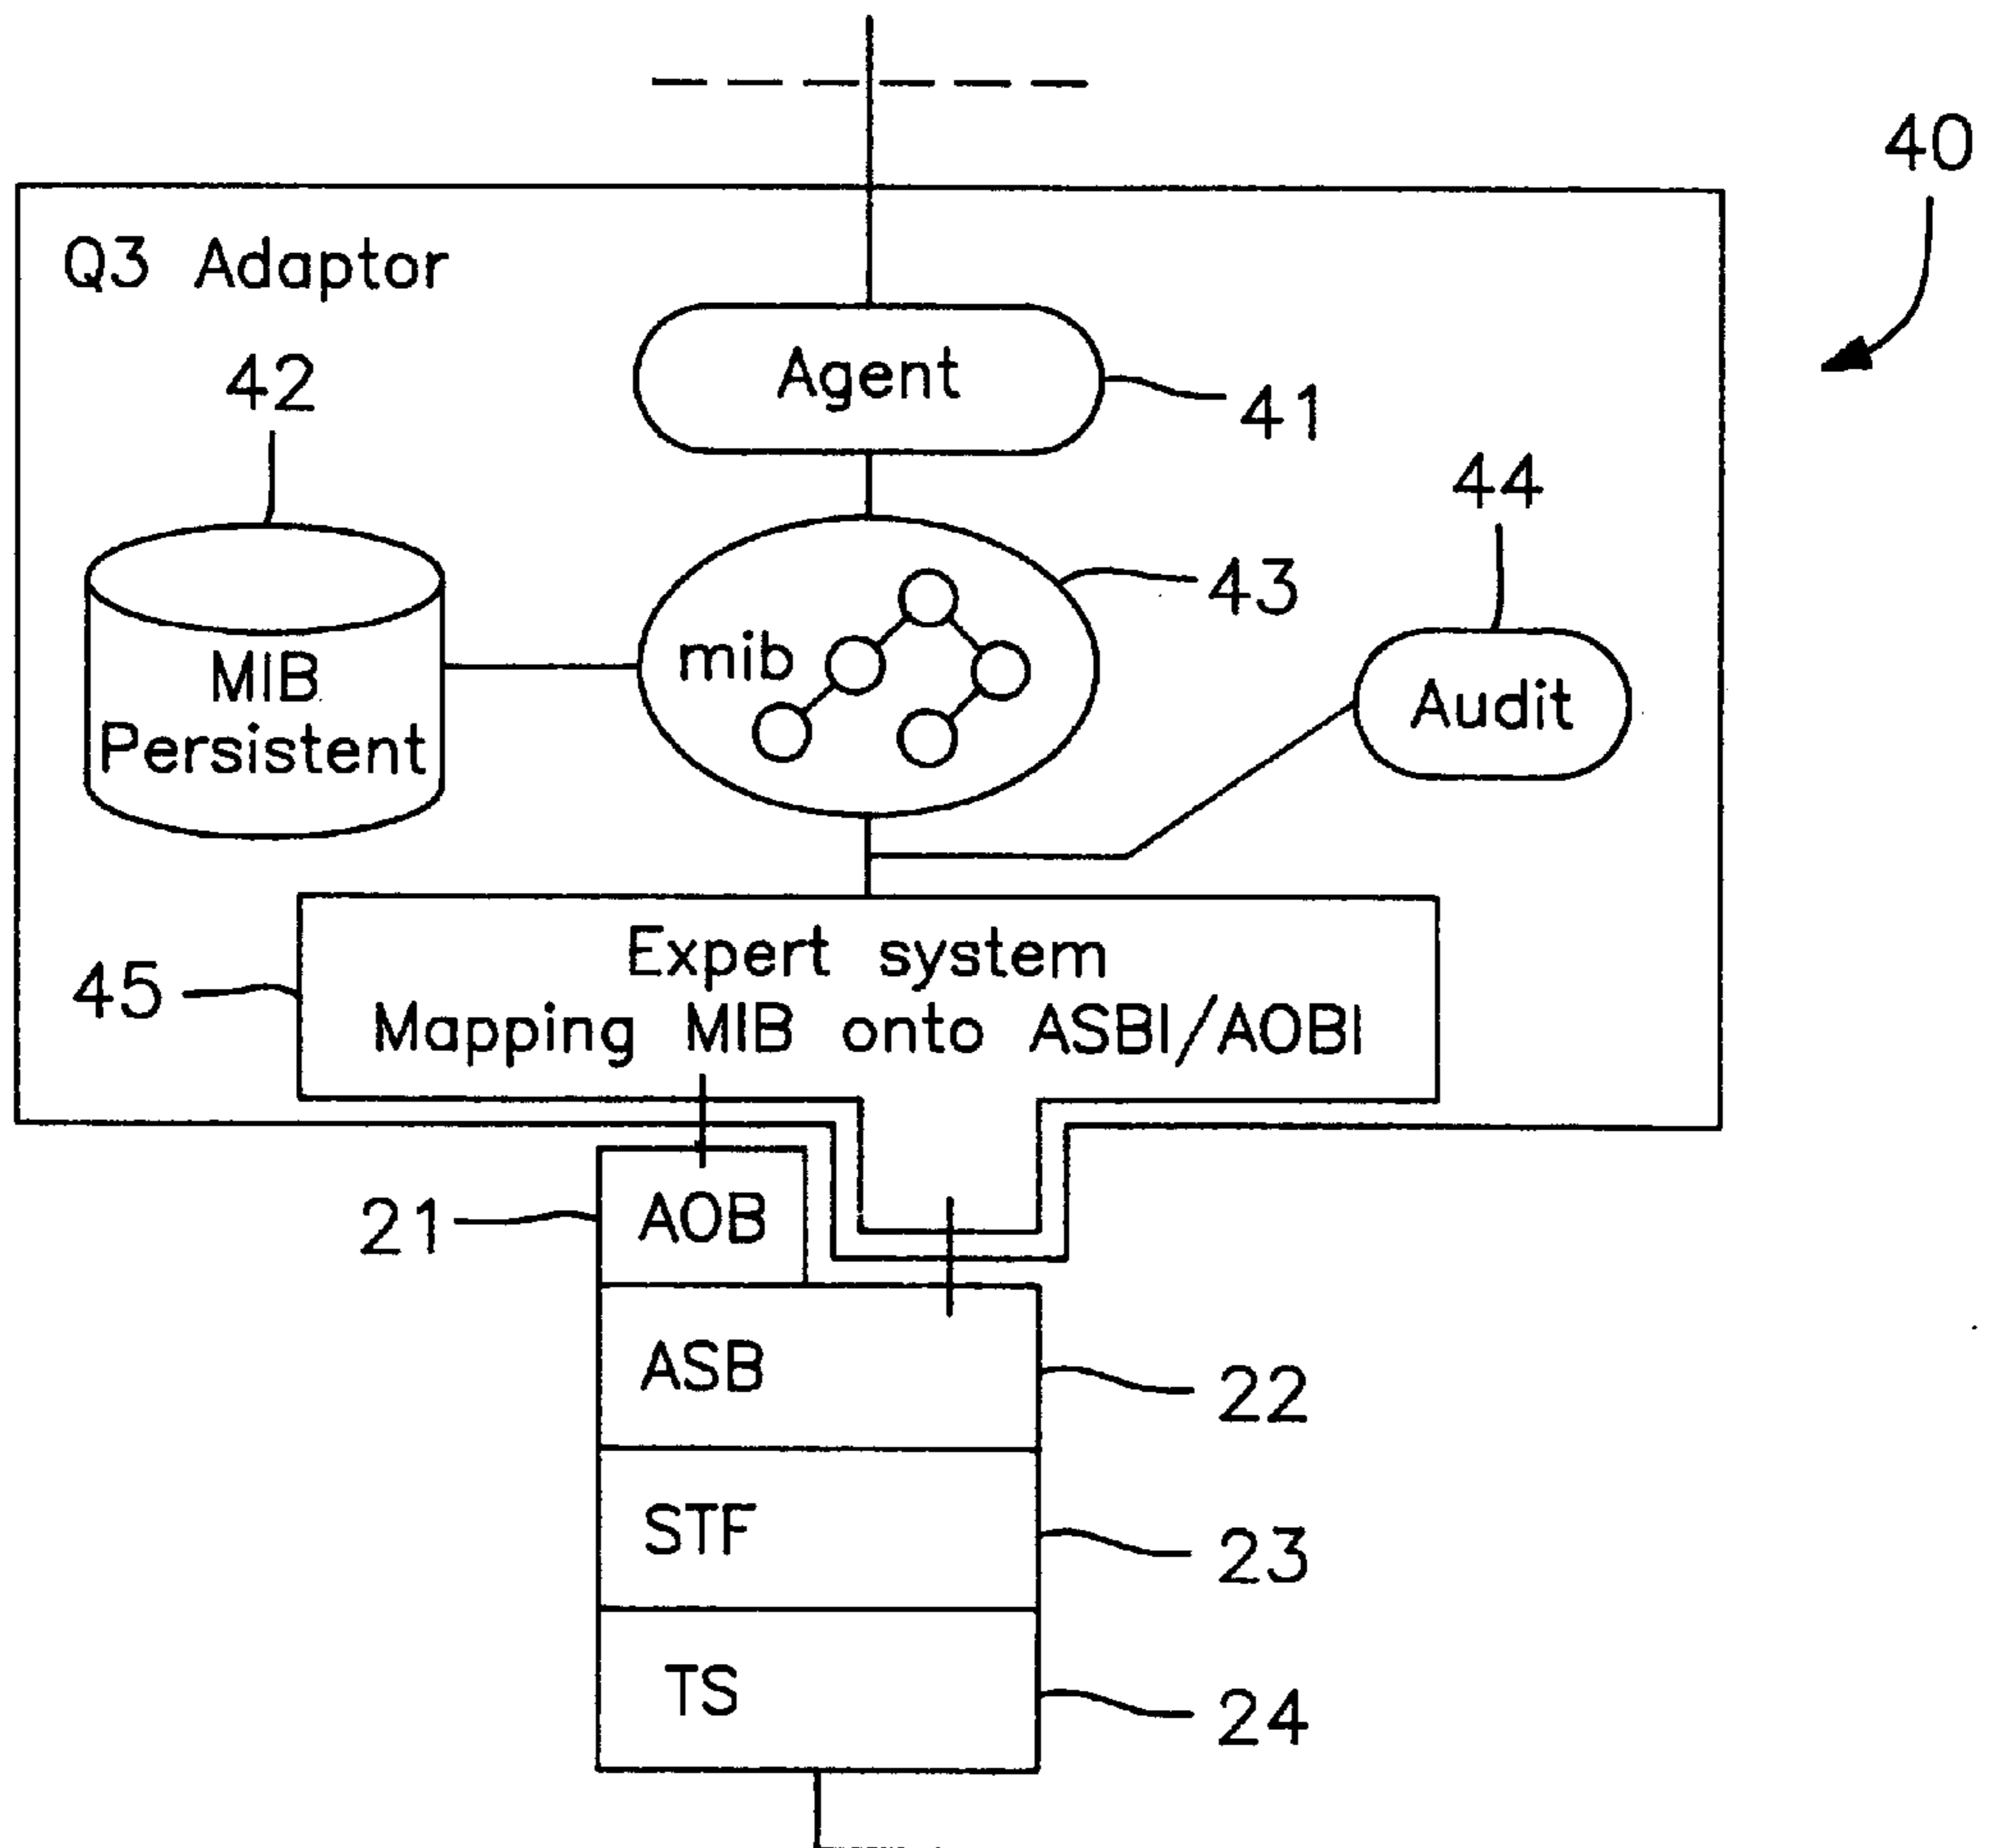 40
Q3 Adaptor
Agent
42
41
44
43
mib
MIB
Persistent
Audit
Expert system
45
Mapping MIB onto ASBI/AOBI
21
AOB
ASB
22
STF
23
TS
24